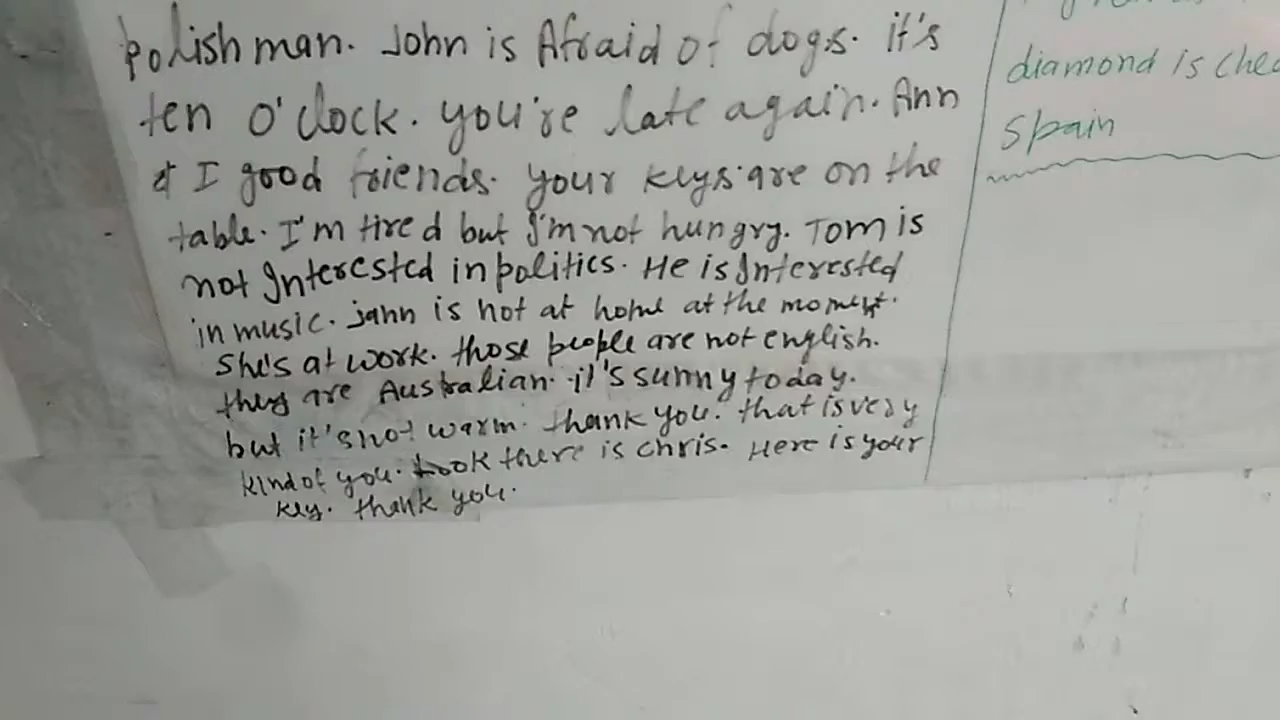 polish man. John is Afraid of dogs. it's
ten o'clock. you're late again. Ann
& I good friends. your keys are on the
table. I'm tired but I'm not hungry. Tom is
not Interested in politics. He is Interested
in music. jann is not at home at the moment.
She's at work. those people are not english.
they are Australian. it's sunny today.
but it's not warm. thank you. that is very
kind of you. Look there is chris. Here is your
key. thank you.
diamond is
spain